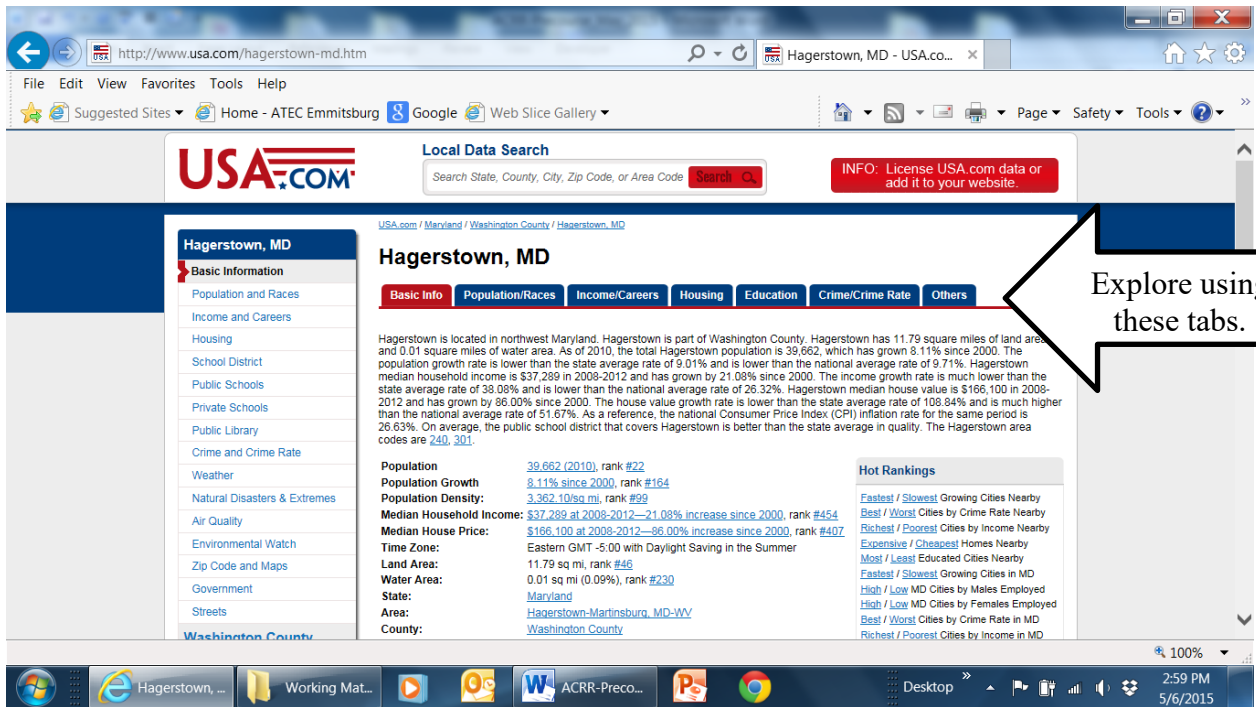 http://www.usa.com/hagerstown-md.htm
Hagerstown, MD - USA.co...
File Edit View Favorites Tools Help
Suggested Sites Home - ATEC Emmitsburg Google Web Slice Gallery
Page Safety Tools
USA.COM
Local Data Search
Search State, County, City, Zip Code, or Area Code Search
INFO: License USA.com data or
add it to your website.
USA.com / Maryland / Washington County / Hagerstown, MD
Hagerstown, MD
Basic Info Population/Races Income/Careers Housing Education Crime/Crime Rate Others
Explore using
these tabs.
Hagerstown, MD
Basic Information
Population and Races
Income and Careers
Housing
School District
Public Schools
Private Schools
Public Library
Crime and Crime Rate
Weather
Natural Disasters & Extremes
Air Quality
Environmental Watch
Zip Code and Maps
Government
Streets
Washington County
Hagerstown is located in northwest Maryland. Hagerstown is part of Washington County. Hagerstown has 11.79 square miles of land area
and 0.01 square miles of water area. As of 2010, the total Hagerstown population is 39,662, which has grown 8.11% since 2000. The
population growth rate is lower than the state average rate of 9.01% and is lower than the national average rate of 9.71%. Hagerstown
median household income is $37,289 in 2008-2012 and has grown by 21.08% since 2000. The income growth rate is much lower than the
state average rate of 38.08% and is lower than the national average rate of 26.32%. Hagerstown median house value is $166,100 in 2008-
2012 and has grown by 86.00% since 2000. The house value growth rate is lower than the state average rate of 108.84% and is much higher
than the national average rate of 51.67%. As a reference, the national Consumer Price Index (CPI) inflation rate for the same period is
26.63%. On average, the public school district that covers Hagerstown is better than the state average in quality. The Hagerstown area
codes are 240, 301.
Population 39,662 (2010), rank #22
Population Growth 8.11% since 2000, rank #164
Population Density: 3,362.10/sq mi, rank #99
Median Household Income: $37,289 at 2008-2012—21.08% increase since 2000, rank #454
Median House Price: $166,100 at 2008-2012—86.00% increase since 2000, rank #407
Time Zone: Eastern GMT -5:00 with Daylight Saving in the Summer
Land Area: 11.79 sq mi, rank #46
Water Area: 0.01 sq mi (0.09%), rank #230
State: Maryland
Area: Hagerstown-Martinsburg, MD-WV
County: Washington County
Hot Rankings
Fastest / Slowest Growing Cities Nearby
Best / Worst Cities by Crime Rate Nearby
Richest / Poorest Cities by Income Nearby
Expensive / Cheapest Homes Nearby
Most / Least Educated Cities Nearby
Fastest / Slowest Growing Cities in MD
High / Low MD Cities by Males Employed
High / Low MD Cities by Females Employed
Best / Worst Cities by Crime Rate in MD
Richest / Poorest Cities by Income in MD
100%
Hagerstown, ... Working Mat... ACRR-Preco... Desktop 2:59 PM
5/6/2015